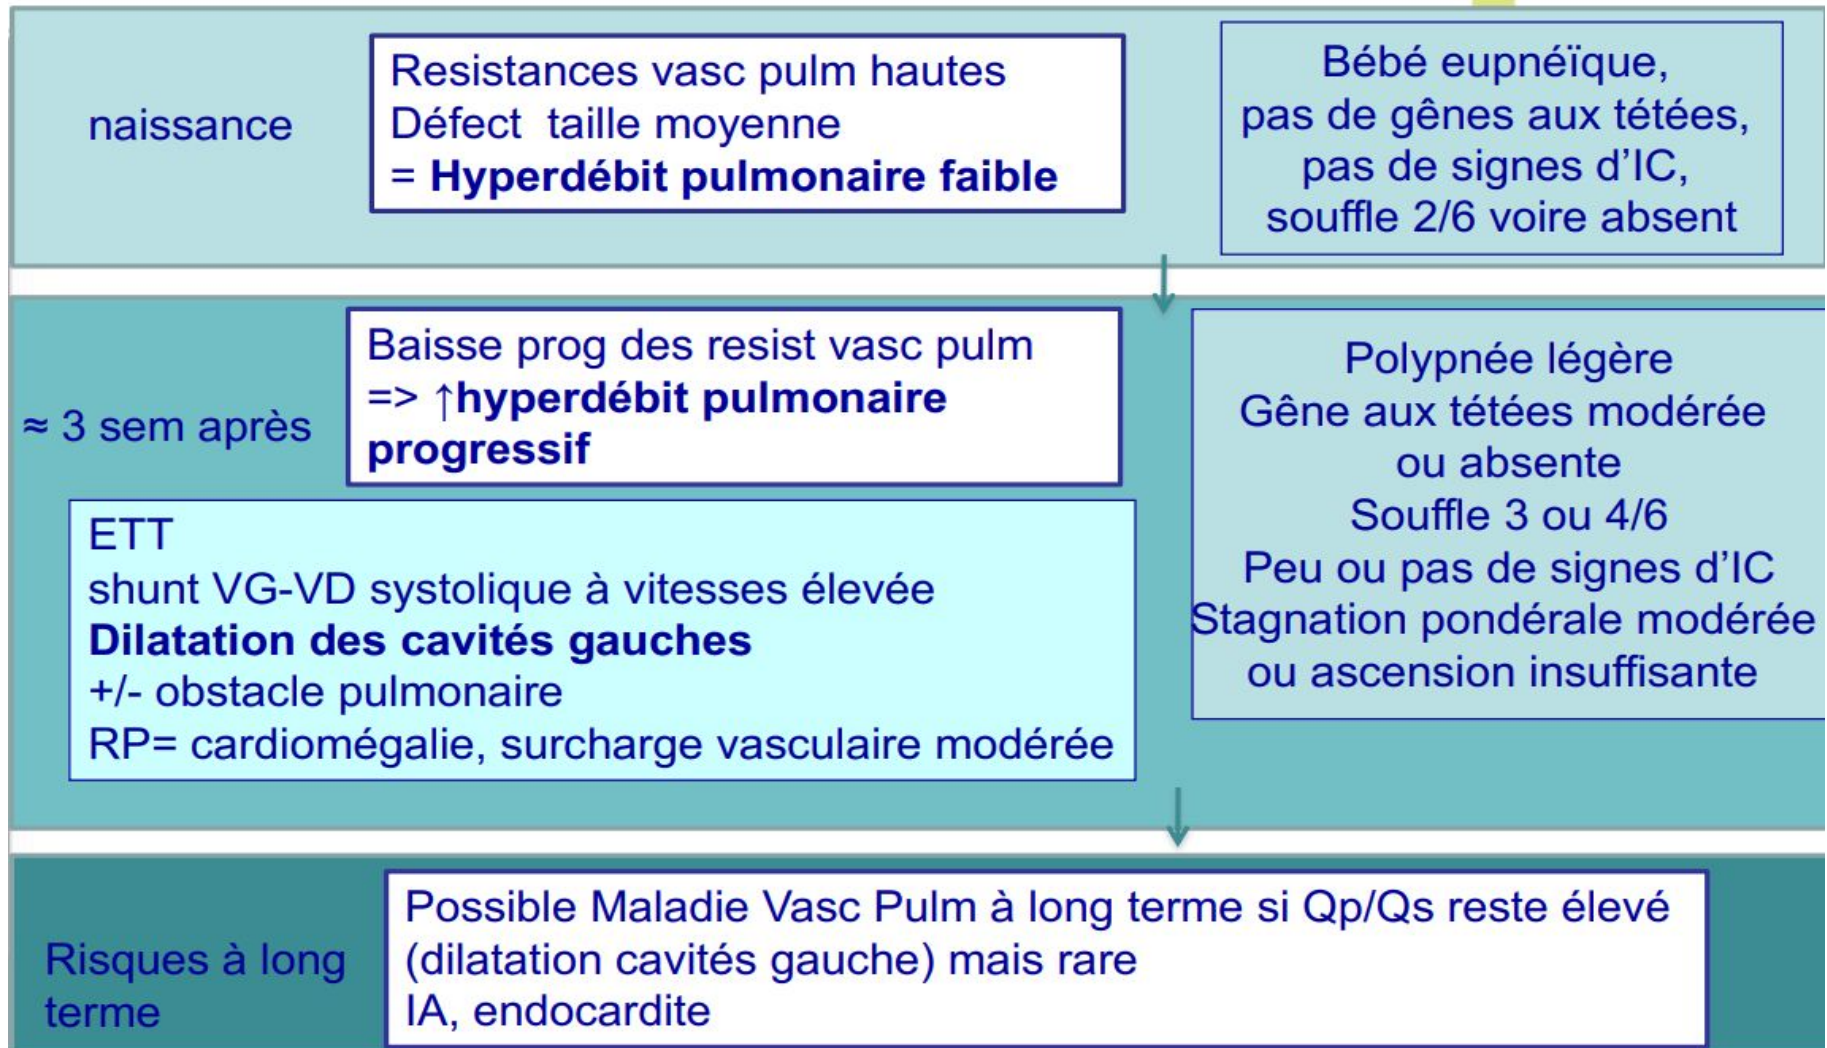 naissance
Resistances vasc pulm hautes
Défect  taille moyenne
= Hyperdébit pulmonaire faible
Bébé eupnéïque,
pas de gênes aux tétées,
pas de signes d’IC,
souffle 2/6 voire absent
≈ 3 sem après
Baisse prog des resist vasc pulm
=> ↑hyperdébit pulmonaire
progressif
ETT
shunt VG-VD systolique à vitesses élevée
Dilatation des cavités gauches
+/- obstacle pulmonaire
RP= cardiomégalie, surcharge vasculaire modérée
Polypnée légère
Gêne aux tétées modérée
ou absente
Souffle 3 ou 4/6
Peu ou pas de signes d’IC
Stagnation pondérale modérée
ou ascension insuffisante
Risques à long
terme
Possible Maladie Vasc Pulm à long terme si Qp/Qs reste élevé
(dilatation cavités gauche) mais rare
IA, endocardite